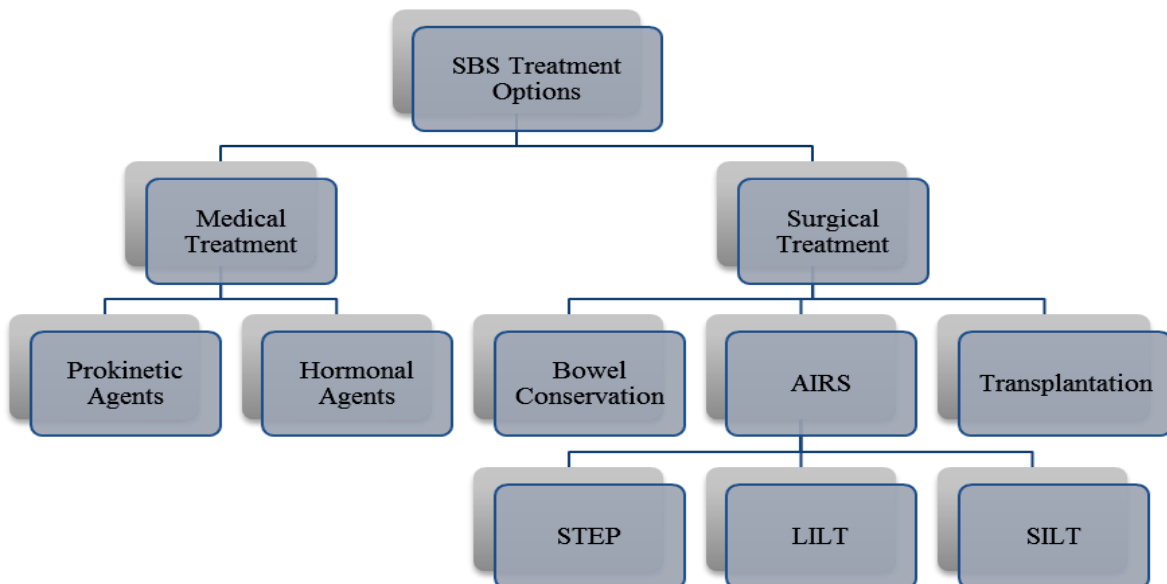 SBS Treatment
Options
Medical
Treatment
Surgical
Treatment
Prokinetic
Agents
Hormonal
Agents
Bowel
Conservation
AIRS
Transplantation
STEP
LILT
SILT